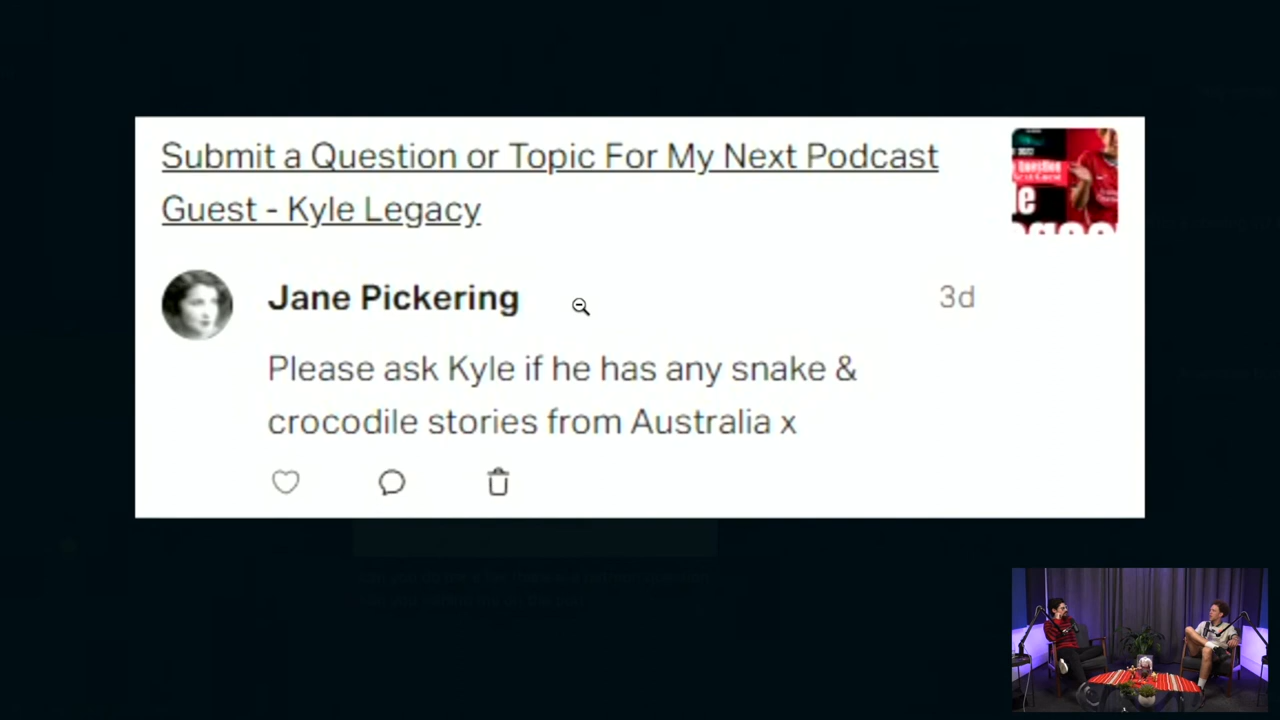 Submit a Question or Topic For My Next Podcast
Guest - Kyle Legacy
Jane Pickering
3d
Please ask Kyle if he has any snake &
crocodile stories from Australia x